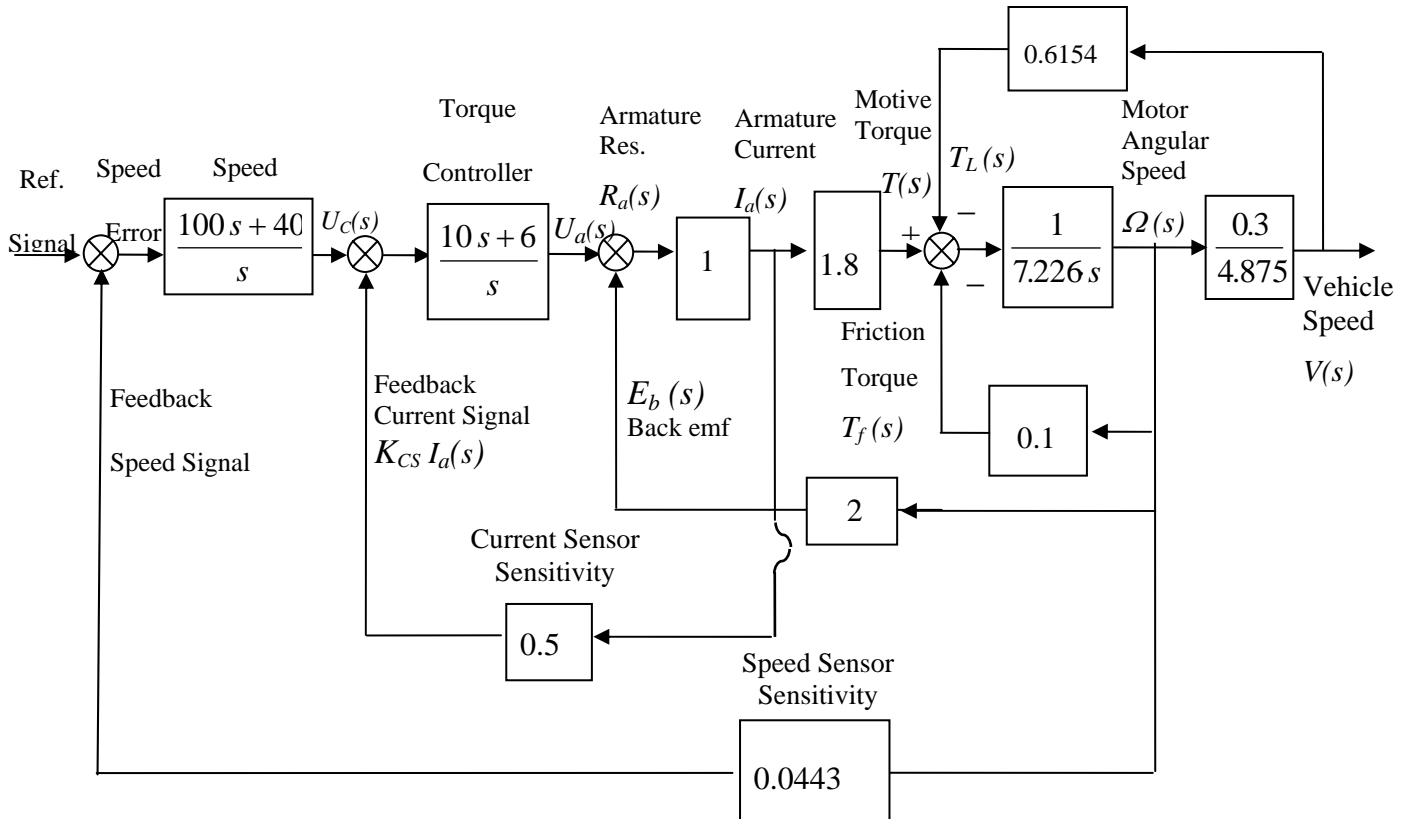 0.6154
Torque
Armature
Res.
Armature
Current
Motive
Torque
Motor
Angular
Speed
Ref.
Signal
Speed
Error
Speed
Controller
R_a(s)
I_a(s)
T(s)
T_L(s)
Ω(s)
100 s + 40
s
U_C(s)
10 s + 6
s
U_a(s)
1
1.8
+
−
−
1
7.226 s
0.3
4.875
Vehicle
Speed
V(s)
Friction
Torque
T_f(s)
0.1
Feedback
Speed Signal
Feedback
Current Signal
K_CS I_a(s)
E_b(s)
Back emf
2
Current Sensor
Sensitivity
0.5
Speed Sensor
Sensitivity
0.0443